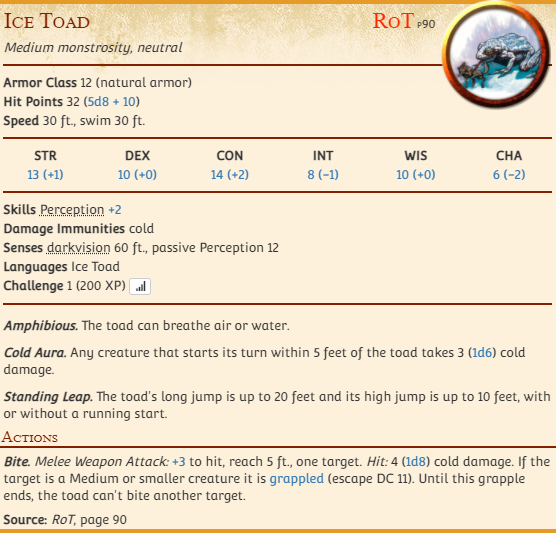 Ice Toad RoT P90
Medium monstrosity, neutral
Armor Class 12 (natural armor)
Hit Points 32 (5d8 + 10)
Speed 30 ft., swim 30 ft.
STR DEX CON INT WIS CHA
13 (+1) 10 (+0) 14 (+2) 8 (−1) 10 (+0) 6 (−2)
Skills Perception +2
Damage Immunities cold
Senses darkvision 60 ft., passive Perception 12
Languages Ice Toad
Challenge 1 (200 XP)
Amphibious. The toad can breathe air or water.
Cold Aura. Any creature that starts its turn within 5 feet of the toad takes 3 (1d6) cold
damage.
Standing Leap. The toad's long jump is up to 20 feet and its high jump is up to 10 feet, with
or without a running start.
Actions
Bite. Melee Weapon Attack: +3 to hit, reach 5 ft., one target. Hit: 4 (1d8) cold damage. If the
target is a Medium or smaller creature it is grappled (escape DC 11). Until this grapple
ends, the toad can't bite another target.
Source: RoT, page 90